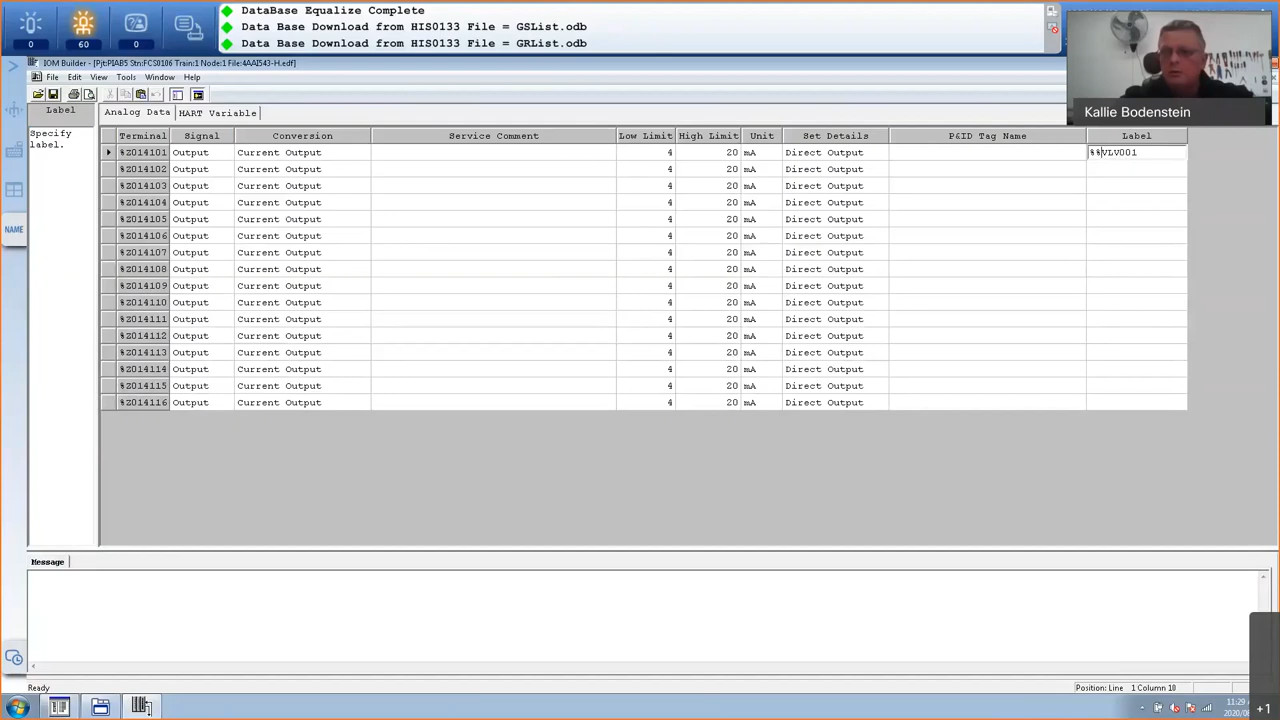 DataBase Equalize Complete
Data Base Download from HIS0133 File = GSList.odb
Data Base Download from HIS0133 File = GRList.odb
0
60
0
Kallie Bodenstein
IOM Builder - [Pjt:PIAB5 Stn:FCS0106 Train:1 Node:1 File:4AAI543-H.edf]
File Edit View Tools Window Help
Label
Specify
label.
Analog Data HART Variable
Terminal Signal Conversion Service Comment Low Limit High Limit Unit Set Details P&ID Tag Name Label
%Z014101 Output Current Output 4 20 mA Direct Output %%VLV001
%Z014102 Output Current Output 4 20 mA Direct Output
%Z014103 Output Current Output 4 20 mA Direct Output
%Z014104 Output Current Output 4 20 mA Direct Output
%Z014105 Output Current Output 4 20 mA Direct Output
%Z014106 Output Current Output 4 20 mA Direct Output
%Z014107 Output Current Output 4 20 mA Direct Output
%Z014108 Output Current Output 4 20 mA Direct Output
%Z014109 Output Current Output 4 20 mA Direct Output
%Z014110 Output Current Output 4 20 mA Direct Output
%Z014111 Output Current Output 4 20 mA Direct Output
%Z014112 Output Current Output 4 20 mA Direct Output
%Z014113 Output Current Output 4 20 mA Direct Output
%Z014114 Output Current Output 4 20 mA Direct Output
%Z014115 Output Current Output 4 20 mA Direct Output
%Z014116 Output Current Output 4 20 mA Direct Output
NAME
Message
Ready
Position: Line 1 Column 10
11:29
+1